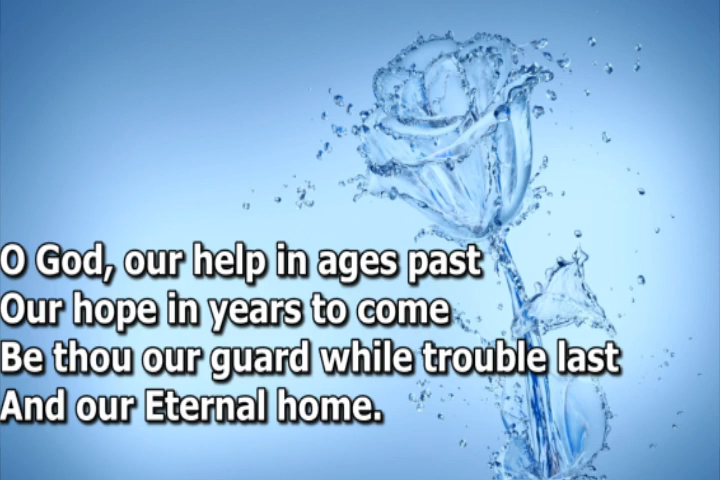 O God, our help in ages past
Our hope in years to come
Be thou our guard while trouble last
And our Eternal home.